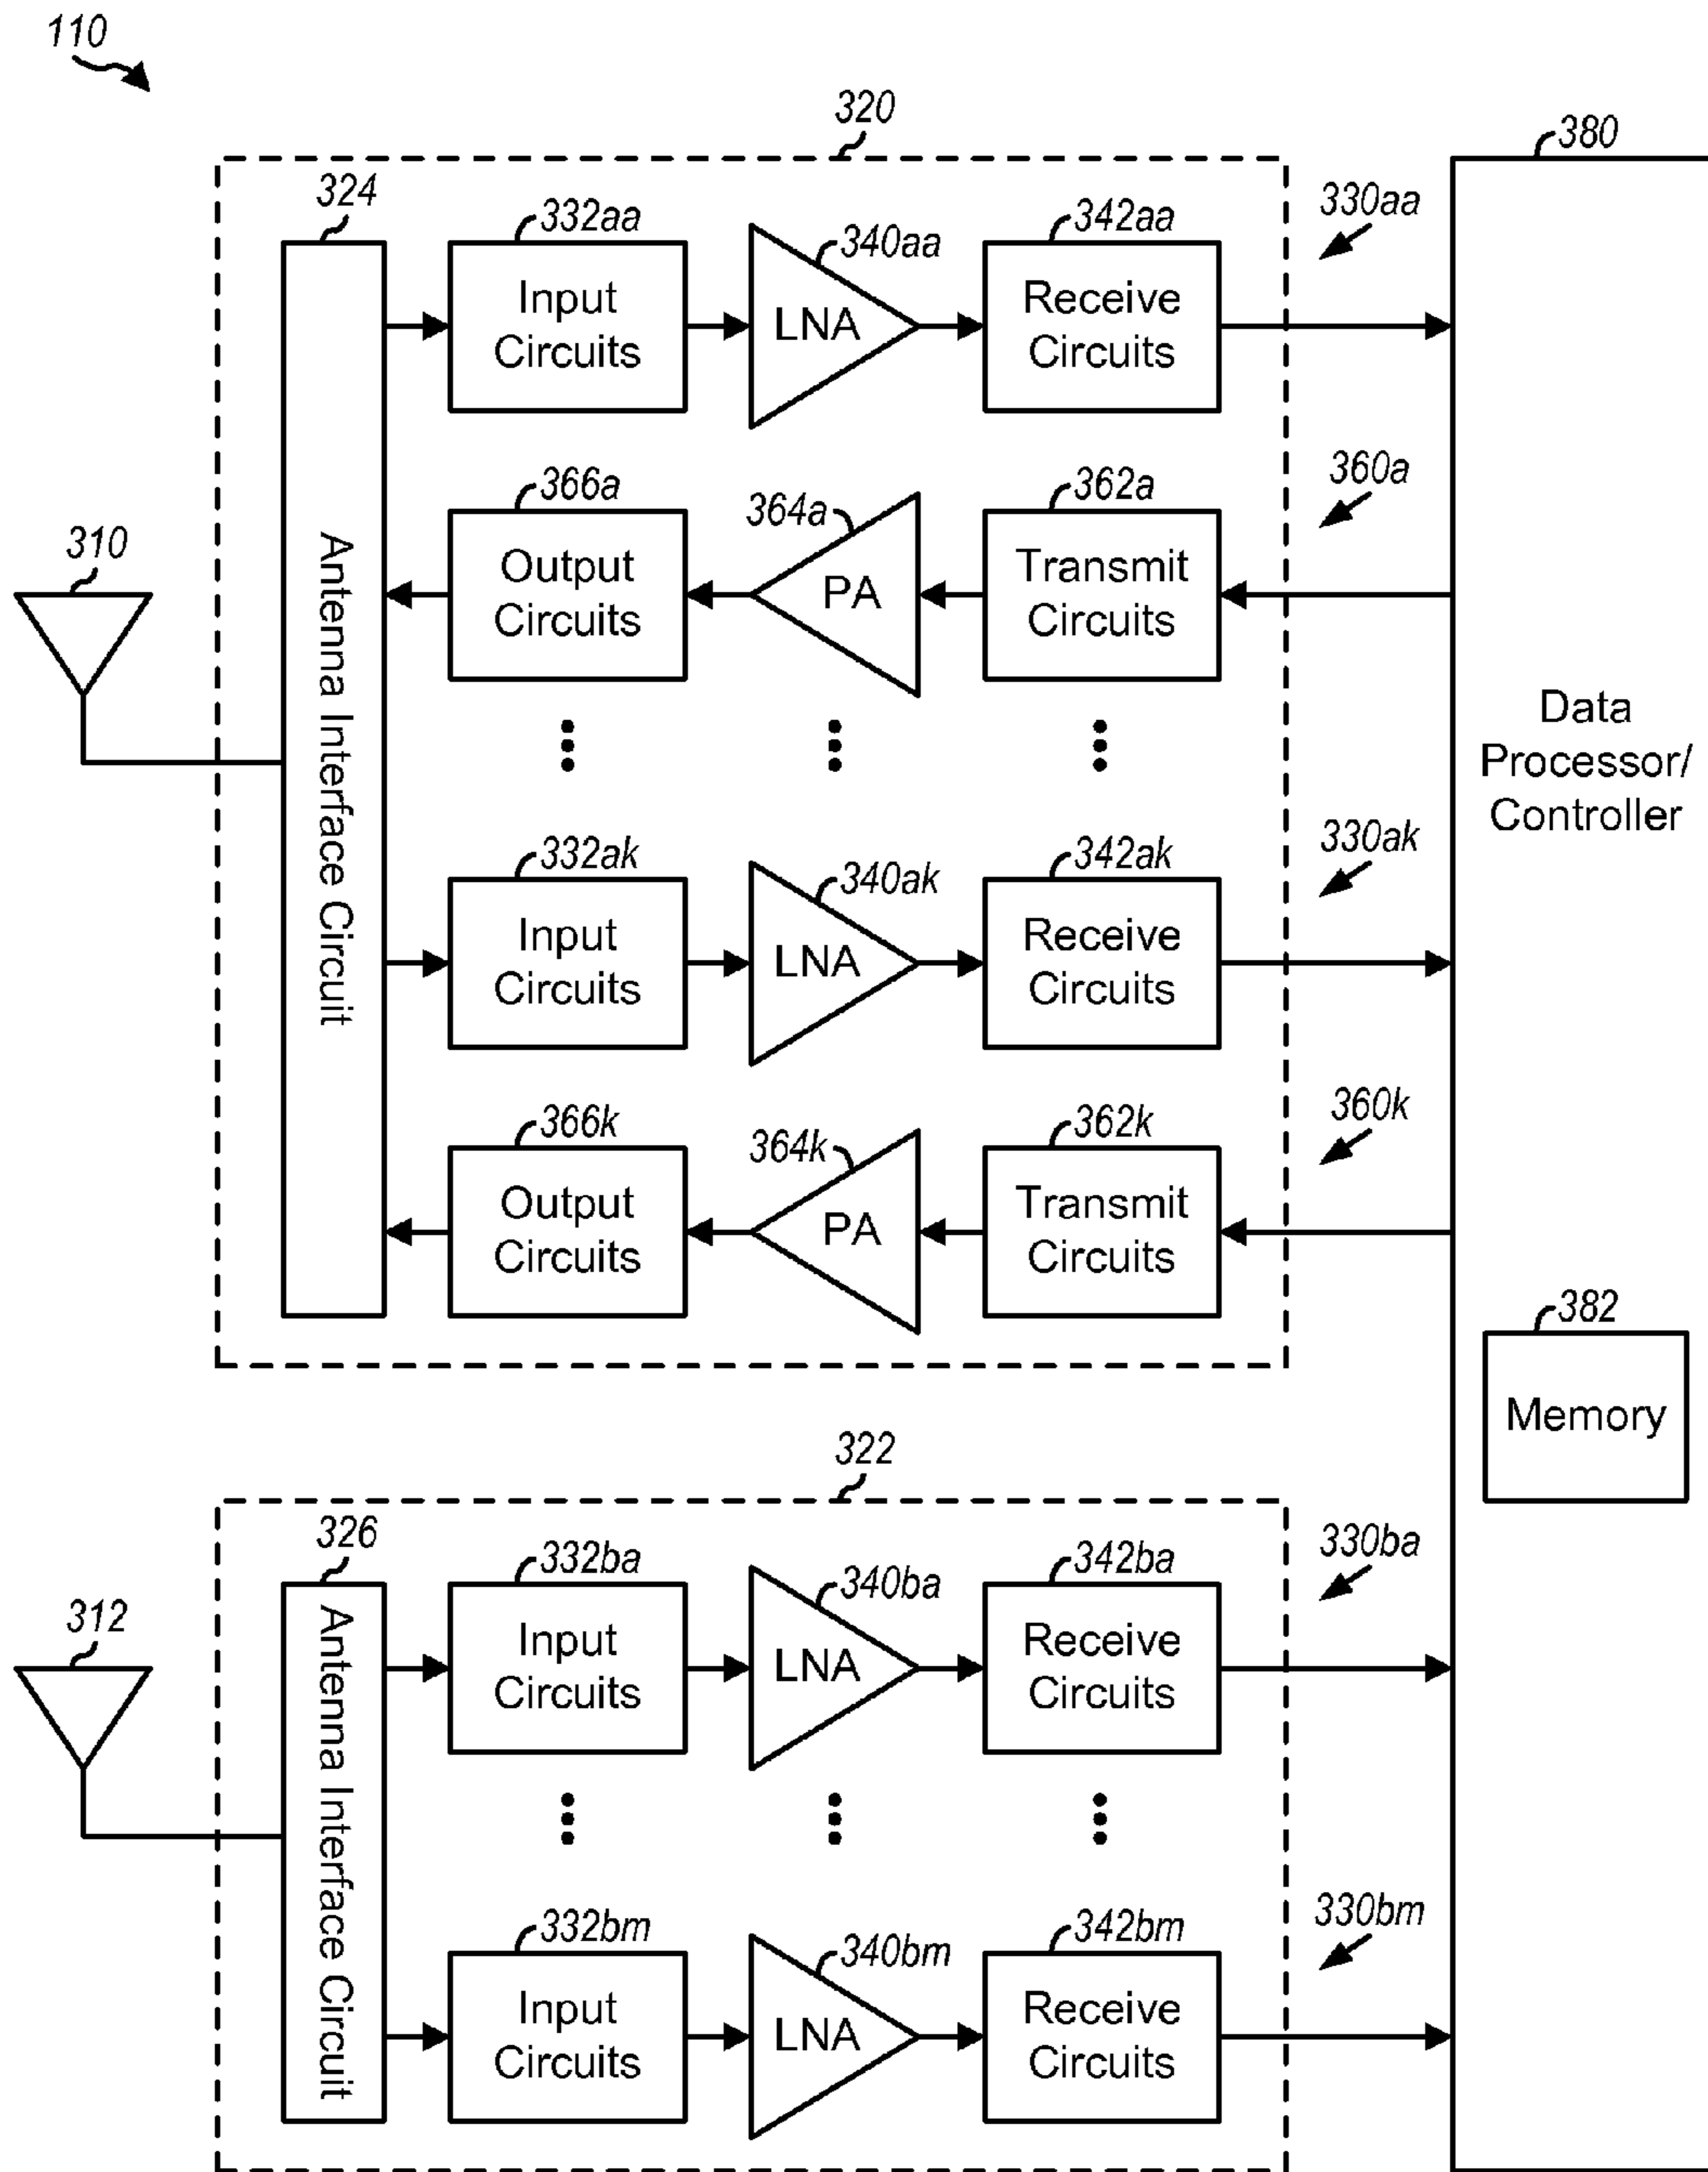 110
320
380
324
332aa
340aa
342aa
330aa
Input
Circuits
LNA
Receive
Circuits
366a
364a
362a
360a
310
Output
Circuits
PA
Transmit
Circuits
Antenna Interface Circuit
Data
Processor/
Controller
332ak
340ak
342ak
330ak
Input
Circuits
LNA
Receive
Circuits
366k
364k
362k
360k
Output
Circuits
PA
Transmit
Circuits
382
Memory
322
326
332ba
340ba
342ba
330ba
312
Input
Circuits
LNA
Receive
Circuits
Antenna Interface Circuit
332bm
340bm
342bm
330bm
Input
Circuits
LNA
Receive
Circuits